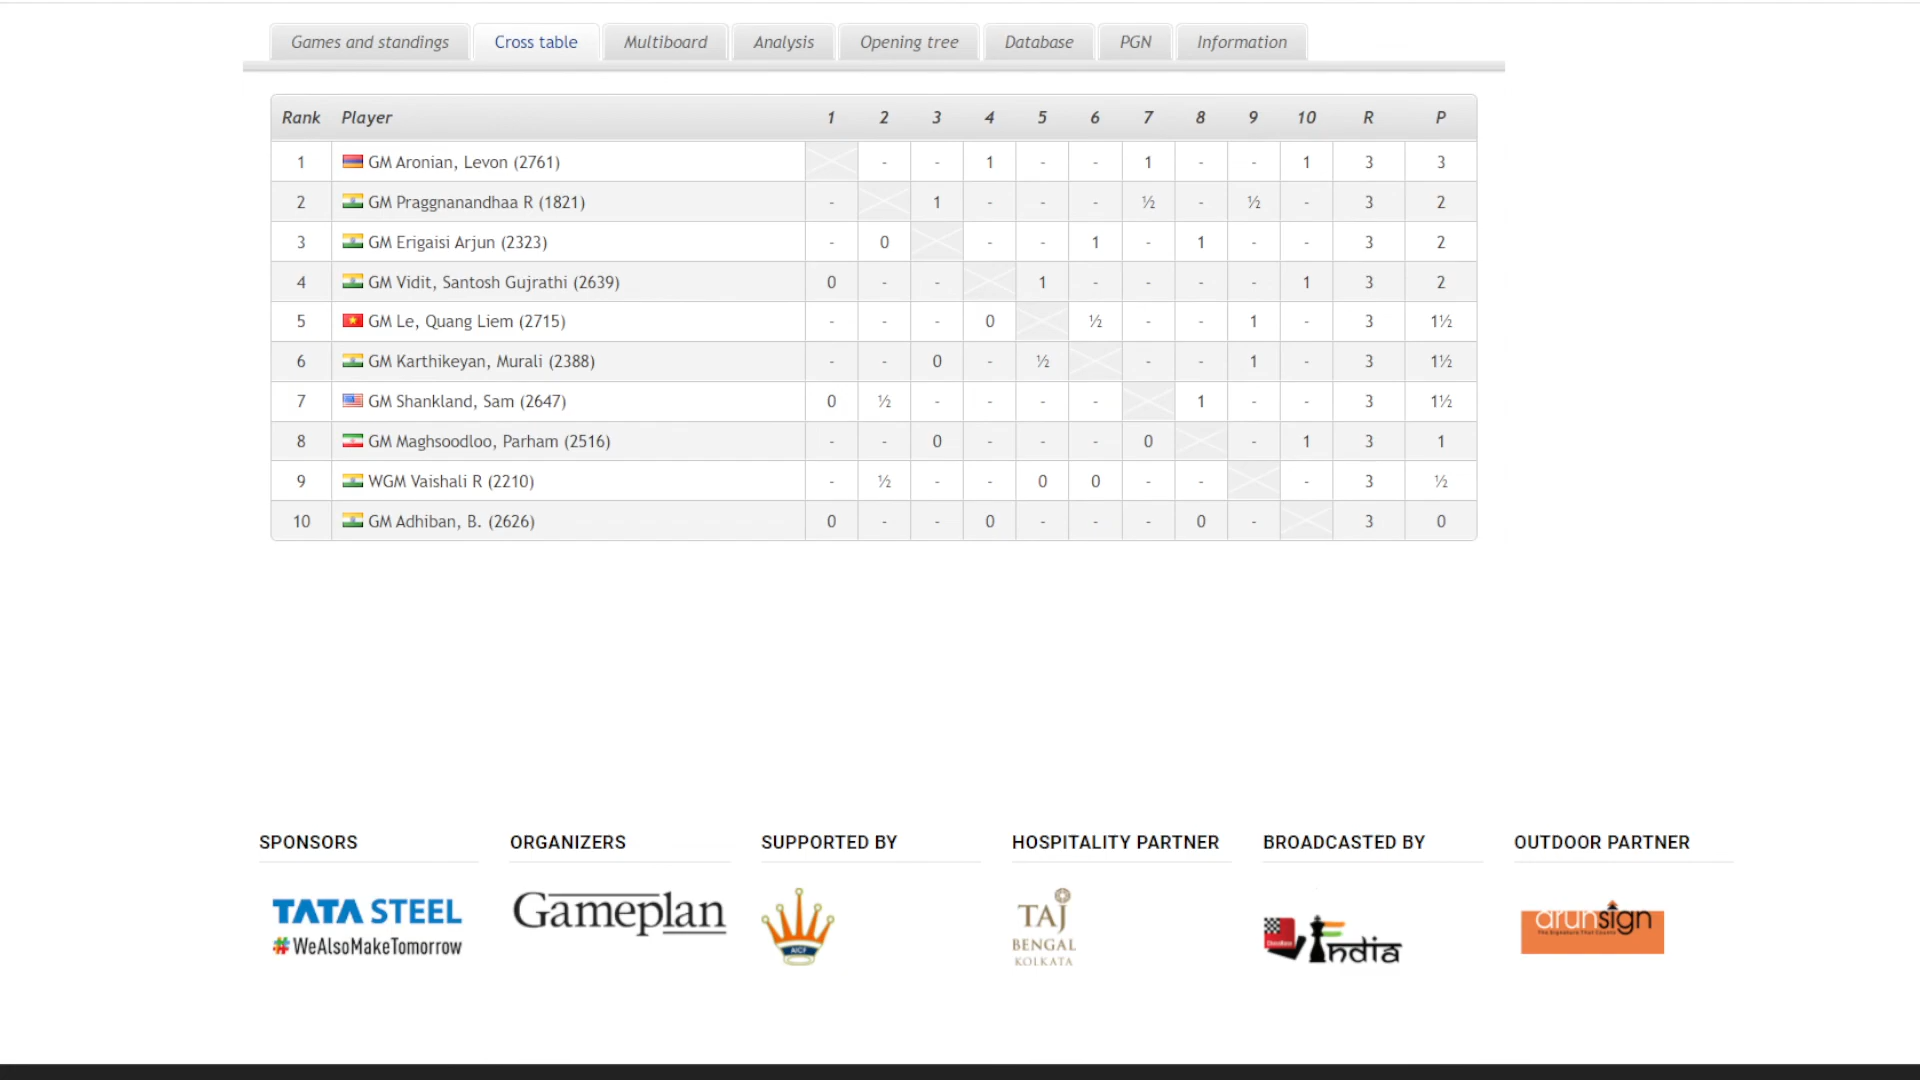 Games and standings Cross table Multiboard Analysis Opening tree Database PGN Information
Rank Player 1 2 3 4 5 6 7 8 9 10 R P
1 GM Aronian, Levon (2761) - - 1 - - 1 - - 1 3 3
2 GM Praggnanandhaa R (1821) - 1 - - - ½ - ½ - 3 2
3 GM Erigaisi Arjun (2323) - 0 - - 1 - 1 - - 3 2
4 GM Vidit, Santosh Gujrathi (2639) 0 - - 1 - - - - 1 3 2
5 GM Le, Quang Liem (2715) - - - 0 ½ - - 1 - 3 1½
6 GM Karthikeyan, Murali (2388) - - 0 - ½ - - 1 - 3 1½
7 GM Shankland, Sam (2647) 0 ½ - - - - 1 - - 3 1½
8 GM Maghsoodloo, Parham (2516) - - 0 - - - 0 - 1 3 1
9 WGM Vaishali R (2210) - ½ - - 0 0 - - - 3 ½
10 GM Adhiban, B. (2626) 0 - - 0 - - - 0 - 3 0
SPONSORS ORGANIZERS SUPPORTED BY HOSPITALITY PARTNER BROADCASTED BY OUTDOOR PARTNER
TATA STEEL
#WeAlsoMakeTomorrow
Gameplan
AICF
TAJ
BENGAL
KOLKATA
India
arunsign
The Signature That Counts